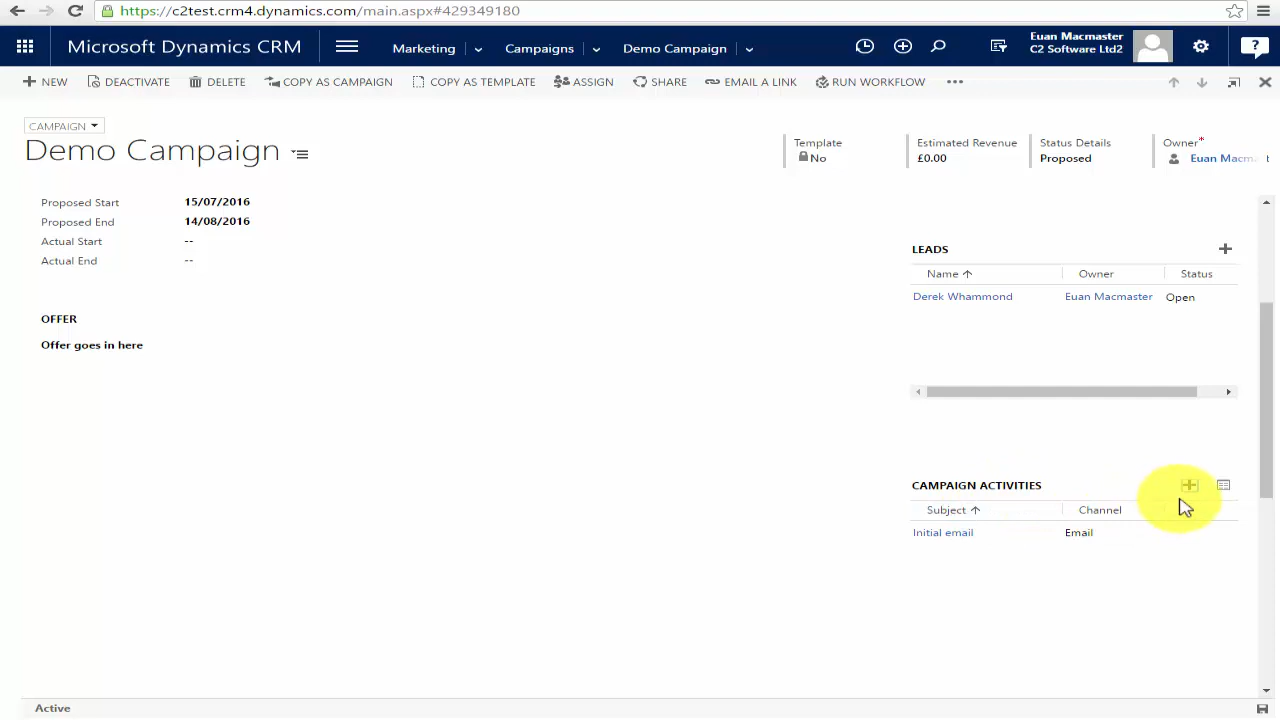 https://c2test.crm4.dynamics.com/main.aspx#429349180
Microsoft Dynamics CRM
Marketing
Campaigns
Demo Campaign
Euan Macmaster
C2 Software Ltd2
?
NEW
DEACTIVATE
DELETE
COPY AS CAMPAIGN
COPY AS TEMPLATE
ASSIGN
SHARE
EMAIL A LINK
RUN WORKFLOW
CAMPAIGN
Demo Campaign
Template
No
Estimated Revenue
£0.00
Status Details
Proposed
Owner*
Euan Macm
Proposed Start 15/07/2016
Proposed End 14/08/2016
Actual Start --
Actual End --
OFFER
Offer goes in here
LEADS
Name Owner Status
Derek Whammond Euan Macmaster Open
CAMPAIGN ACTIVITIES
Subject Channel
Initial email Email
Active